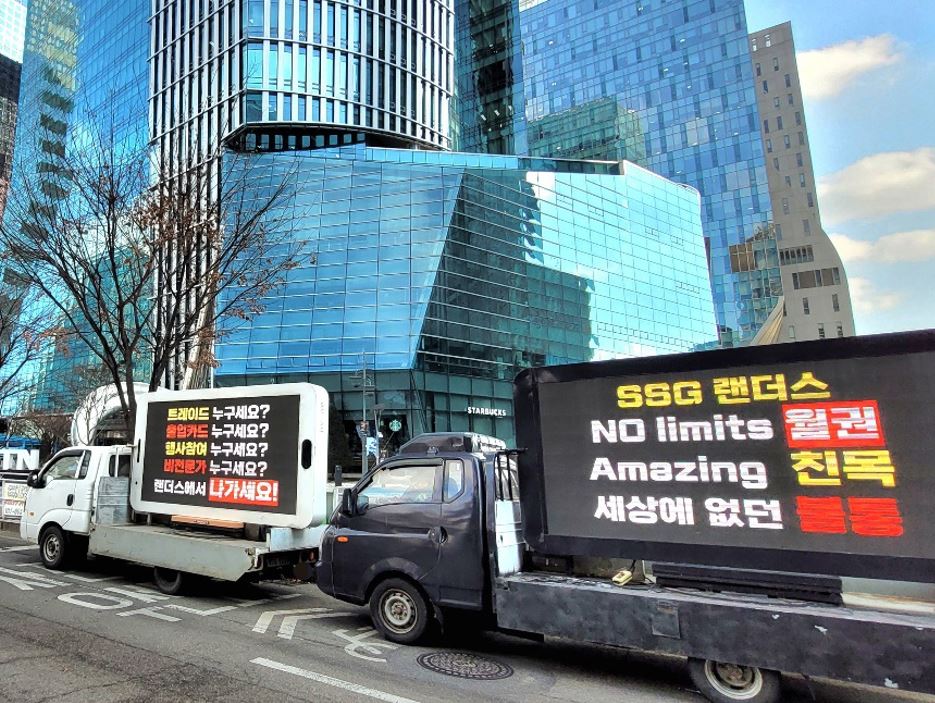 트레이드 누구세요?
출입카드 누구세요?
행사참여 누구세요?
비전문가 누구세요?
랜더스에서 나가세요!
STARBUCKS
SSG 랜더스
NO limits 월권
Amazing 친목
세상에 없던 불통
TN